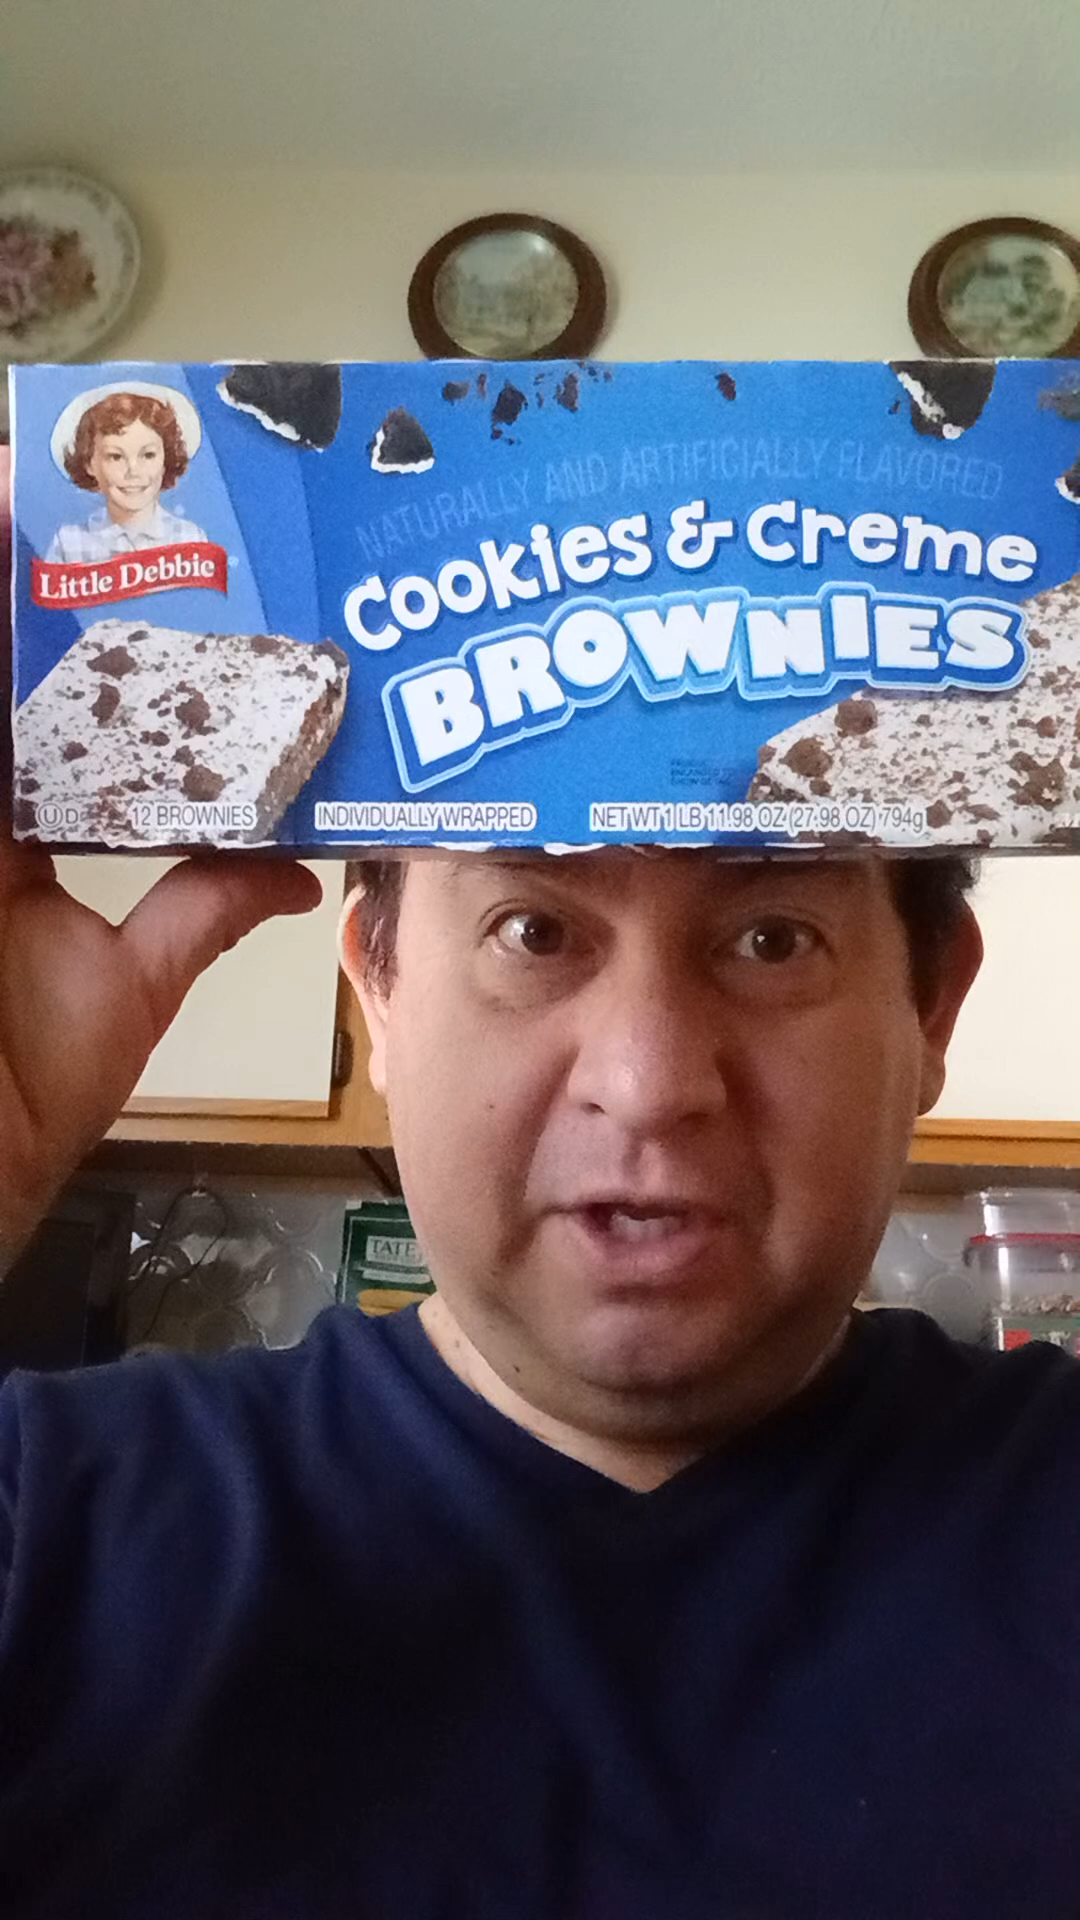 NATURALLY AND ARTIFICIALLY FLAVORED
Little Debbie
Cookies & Creme
BROWNIES
U D
12 BROWNIES
INDIVIDUALLY WRAPPED
NET WT 1 LB 11.98 OZ (27.98 OZ) 794g
TATE